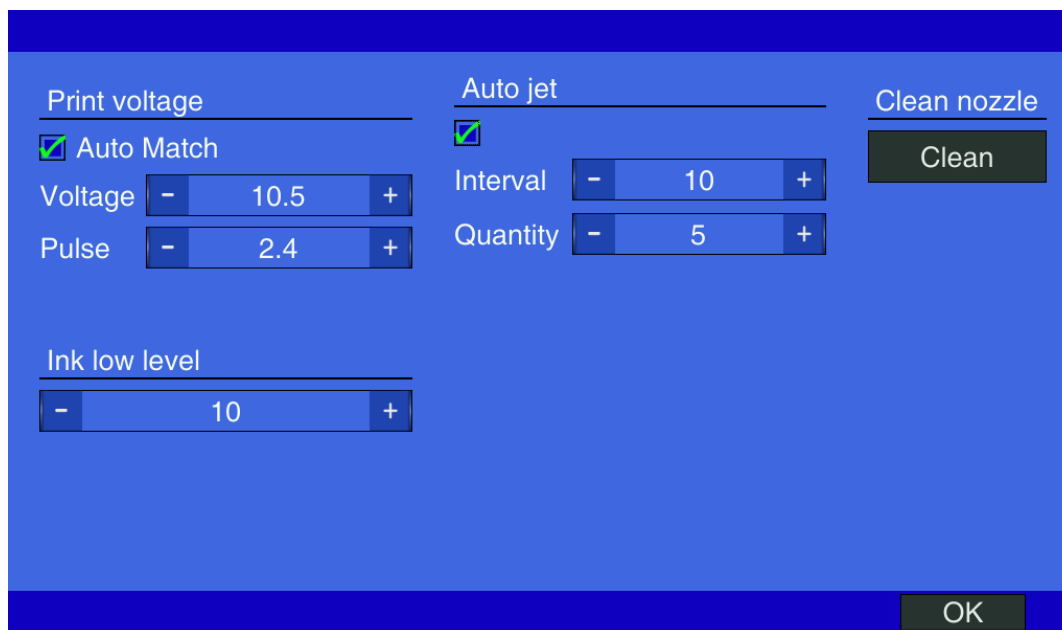 Print voltage
Auto Match
Voltage - 10.5 +
Pulse - 2.4 +
Ink low level
- 10 +
Auto jet
Interval - 10 +
Quantity - 5 +
Clean nozzle
Clean
OK